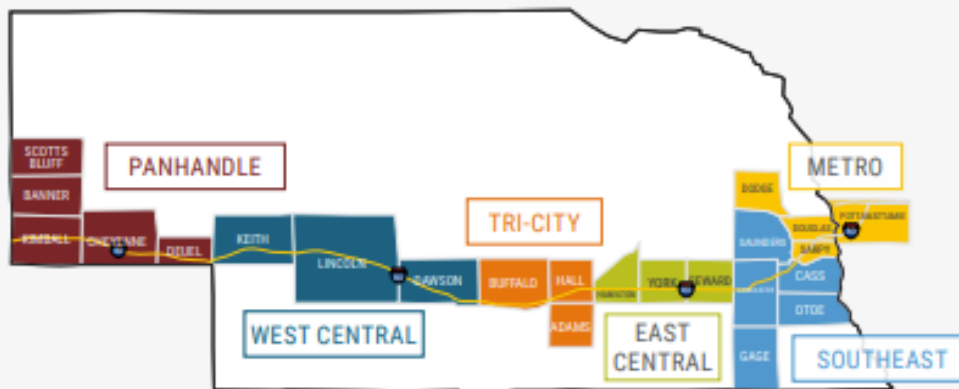 SCOTTS
BLUFF
PANHANDLE
METRO
BANNER
DODGE
TRI-CITY
POTTAWATTAMIE
KIMBALL
CHEYENNE
DEUEL
KEITH
LINCOLN
DOUGLAS
SAUNDERS
SARPY
DAWSON
BUFFALO
HALL
HAMILTON
YORK
SEWARD
CASS
OTOE
ADAMS
WEST CENTRAL
EAST
CENTRAL
GAGE
SOUTHEAST